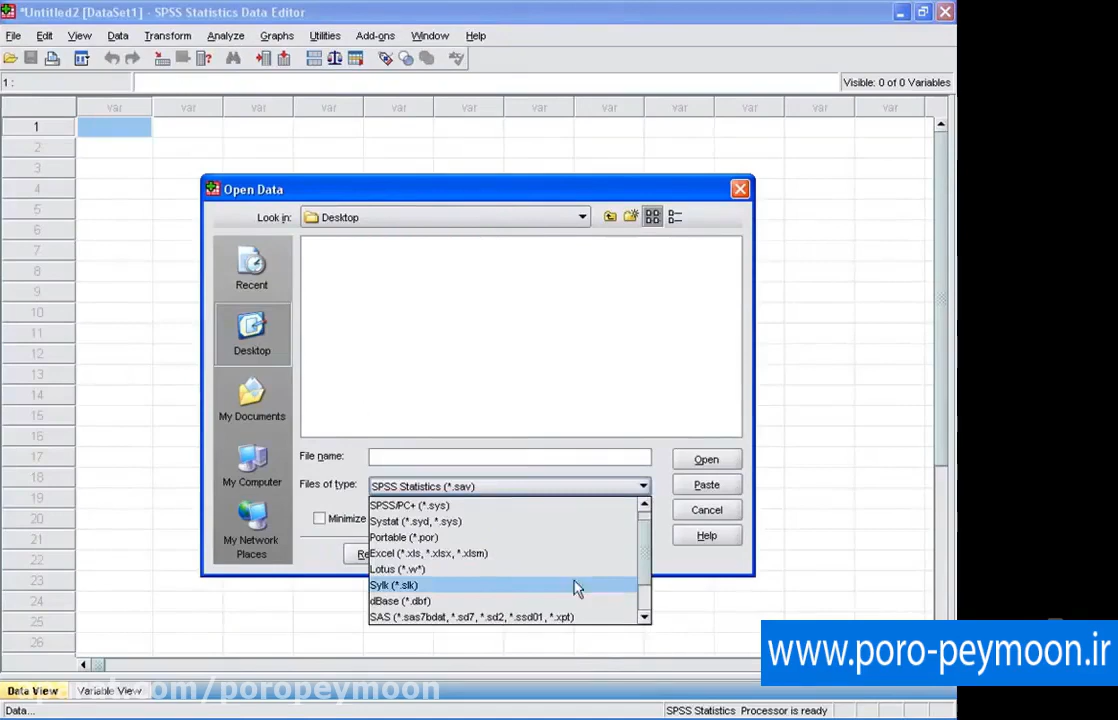 *Untitled2 [DataSet1] - SPSS Statistics Data Editor
File Edit View Data Transform Analyze Graphs Utilities Add-ons Window Help
1 :
Visible: 0 of 0 Variables
var var var var var var var var var var var var
1
2
3
4
5
6
7
8
9
10
11
12
13
14
15
16
17
18
19
20
21
22
23
24
25
26
Open Data
Look in: Desktop
Recent
Desktop
My Documents
My Computer
My Network
Places
File name:
Open
Files of type: SPSS Statistics (*.sav)
Paste
Minimize
Cancel
Help
SPSS/PC+ (*.sys)
Systat (*.syd, *.sys)
Portable (*.por)
Excel (*.xls, *.xlsx, *.xlsm)
Lotus (*.w*)
Sylk (*.slk)
dBase (*.dbf)
SAS (*.sas7bdat, *.sd7, *.sd2, *.ssd01, *.xpt)
www.poro-peymoon.ir
Data View Variable View
.com/poropeymoon
Data...
SPSS Statistics Processor is ready